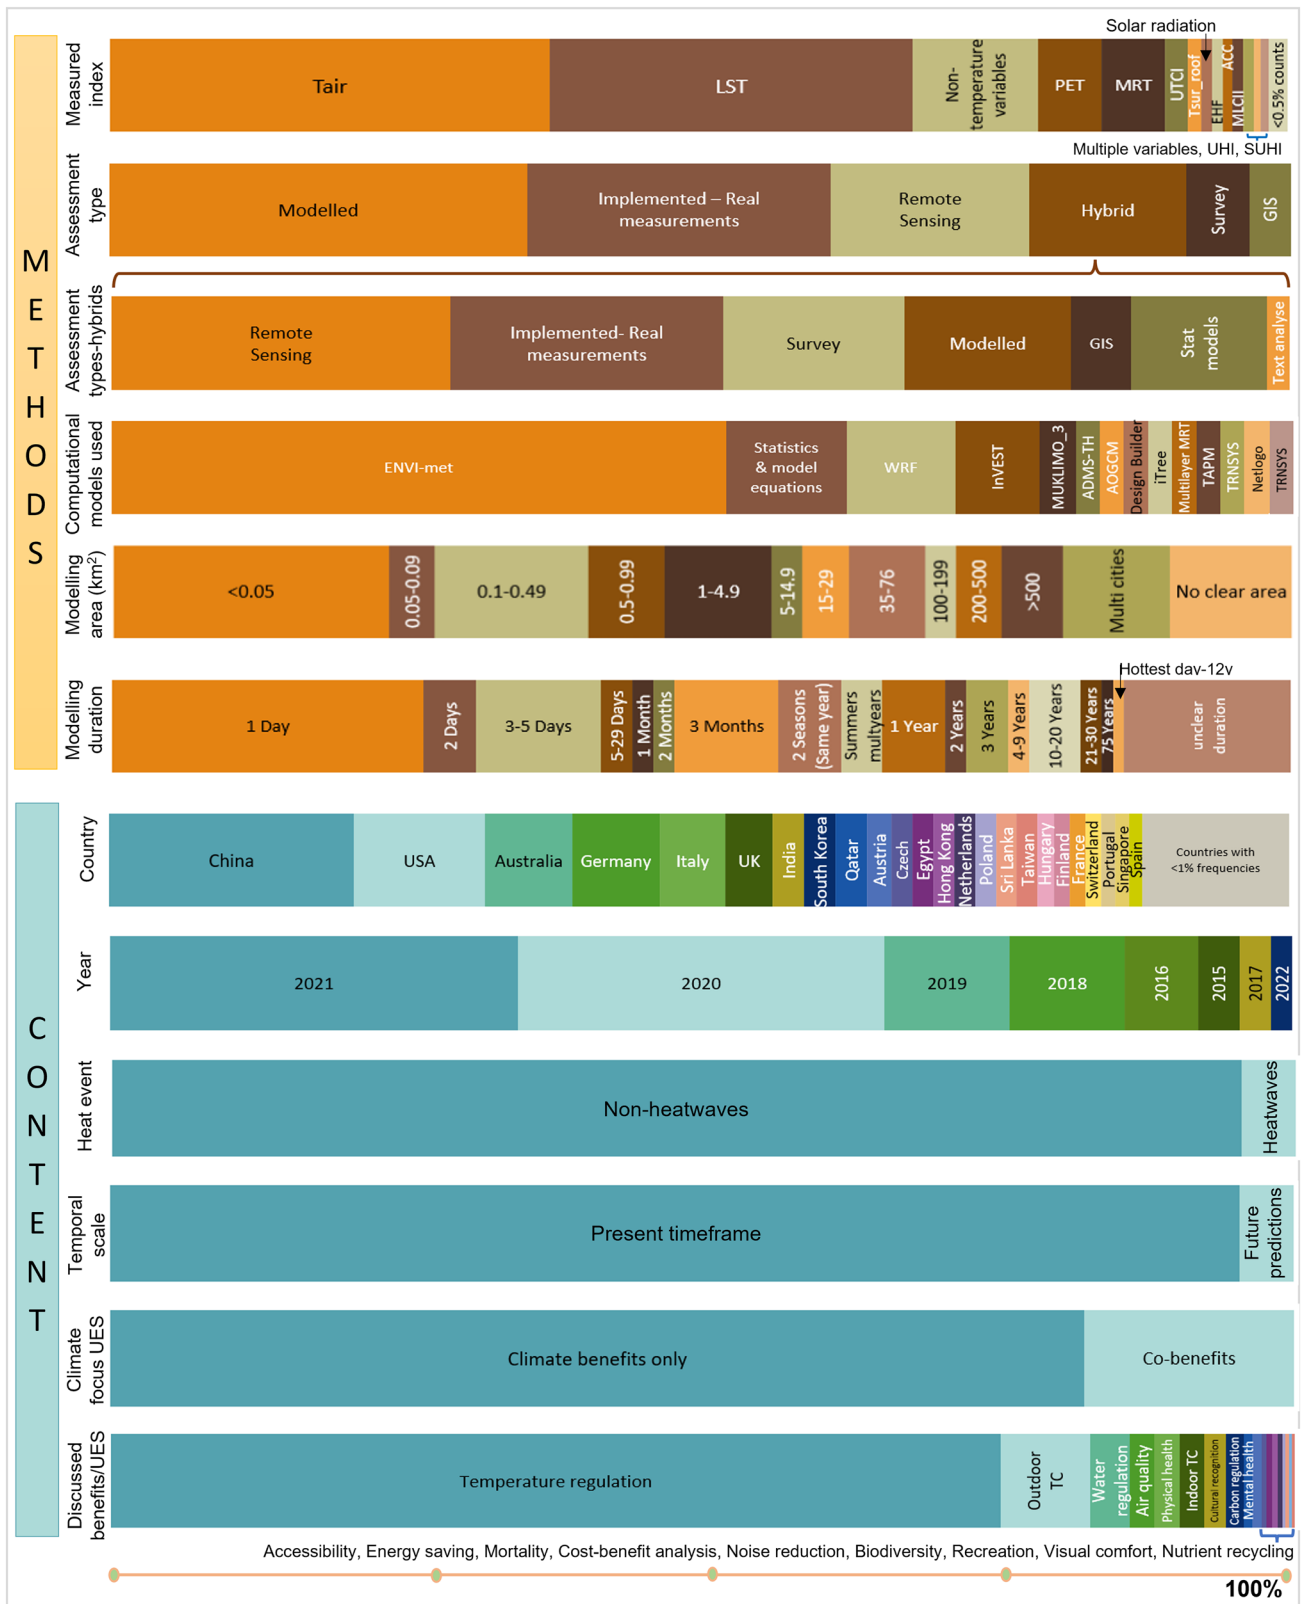 METHODS
Solar radiation
Measured
index
Tair
LST
Non-
temperature
variables
PET
MRT
UTCI
Tsur_roof
EHF
ACC
MLCII
<0.5% counts
Multiple variables, UHI, SUHI
Assessment
type
Modelled
Implemented – Real
measurements
Remote
Sensing
Hybrid
Survey
GIS
Assessment
types-hybrids
Remote
Sensing
Implemented- Real
measurements
Survey
Modelled
GIS
Stat
models
Text analyse
Computational
models used
ENVI-met
Statistics
& model
equations
WRF
InVEST
MUKLIMO_3
ADMS-TH
AOGCM
Design Builder
iTree
Multilayer MRT
TAPM
TRNSYS
Netlogo
TRNSYS
Modelling
area (km²)
<0.05
0.05-0.09
0.1-0.49
0.5-0.99
1-4.9
5-14.9
15-29
35-76
100-199
200-500
>500
Multi cities
No clear area
Hottest dav-12v
Modelling
duration
1 Day
2 Days
3-5 Days
5-29 Days
1 Month
2 Months
3 Months
2 Seasons
(Same year)
Summers
multyears
1 Year
2 Years
3 Years
4-9 Years
10-20 Years
21-30 Years
75 Years
unclear
duration
CONTENT
Country
China
USA
Australia
Germany
Italy
UK
India
South Korea
Qatar
Austria
Czech
Egypt
Hong Kong
Netherlands
Poland
Sri Lanka
Taiwan
Hungary
Finland
France
Switzerland
Portugal
Singapore
Spain
Countries with
<1% frequencies
Year
2021
2020
2019
2018
2016
2015
2017
2022
Heat event
Non-heatwaves
Heatwaves
Temporal
scale
Present timeframe
Future
predictions
Climate
focus UES
Climate benefits only
Co-benefits
Discussed
benefits/UES
Temperature regulation
Outdoor
TC
Water
regulation
Air quality
Physical health
Indoor TC
Cultural recognition
Carbon regulation
Mental health
Accessibility, Energy saving, Mortality, Cost-benefit analysis, Noise reduction, Biodiversity, Recreation, Visual comfort, Nutrient recycling
100%